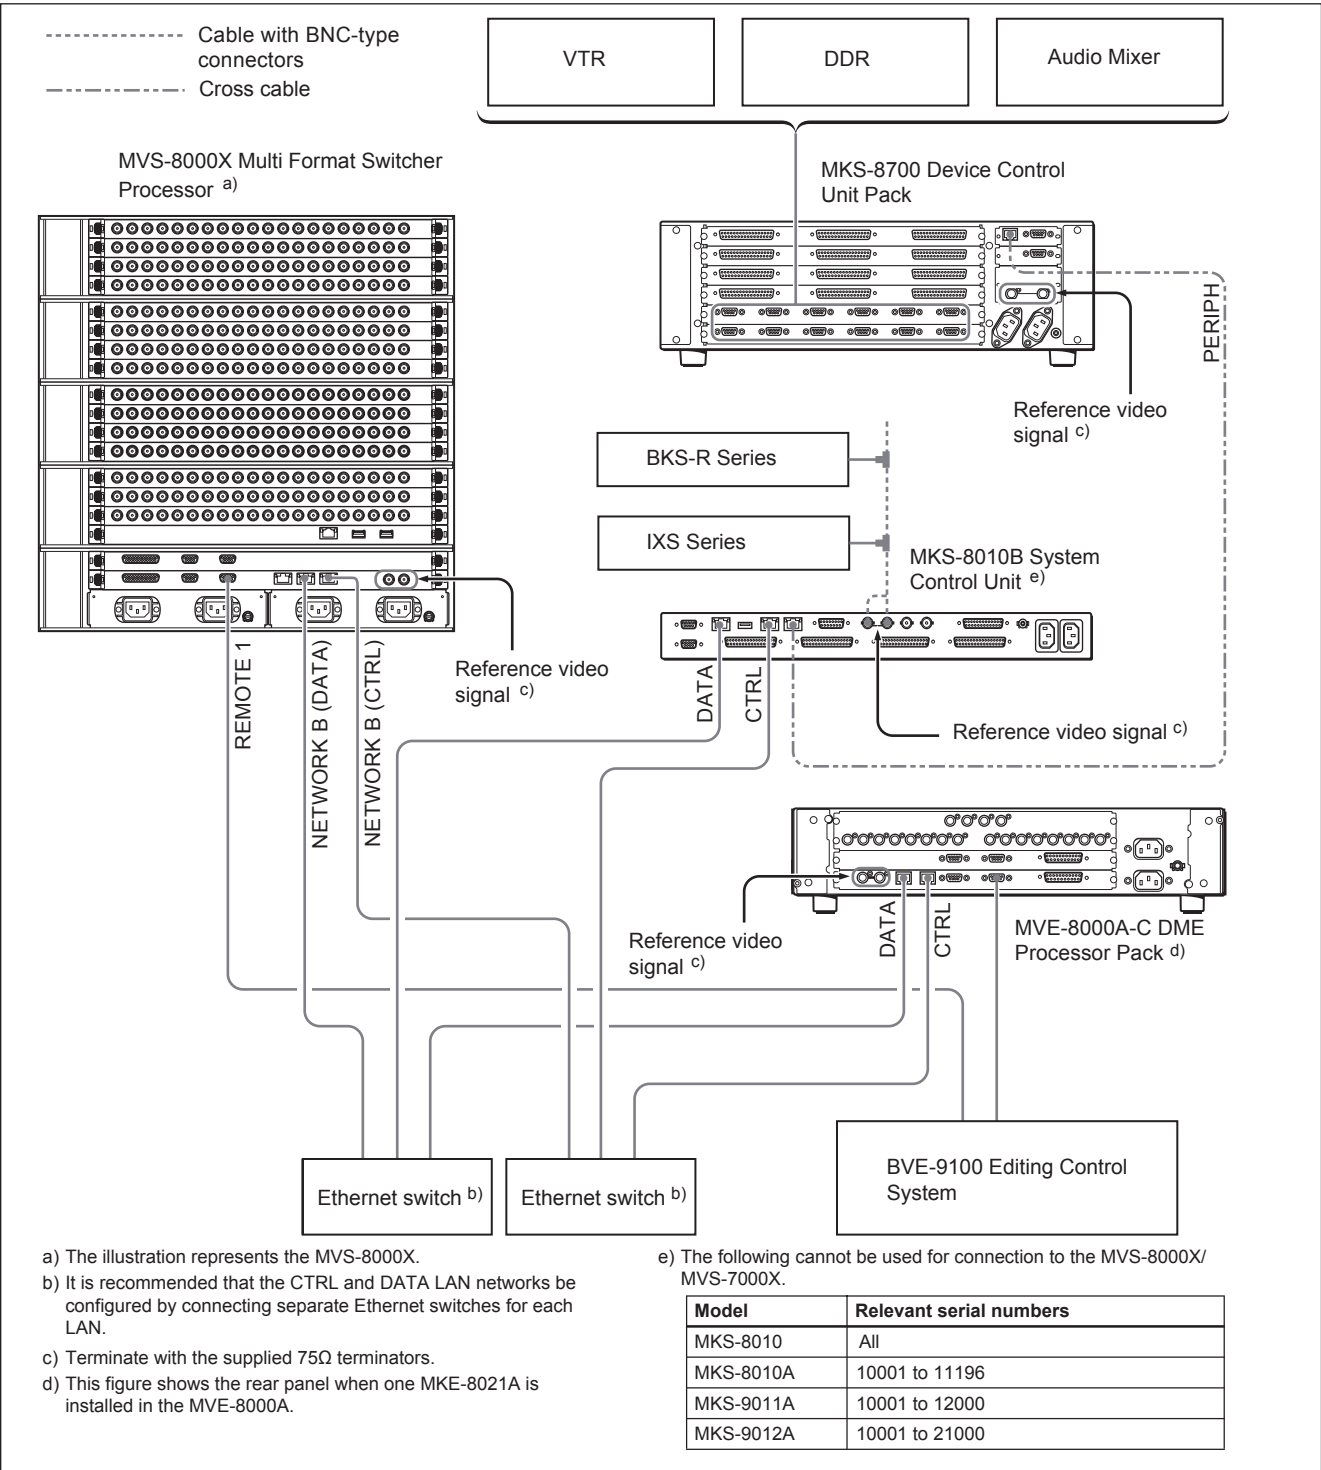 Cable with BNC-type
connectors
Cross cable
VTR
DDR
Audio Mixer
MVS-8000X Multi Format Switcher
Processor a)
MKS-8700 Device Control
Unit Pack
PERIPH
Reference video
signal c)
BKS-R Series
IXS Series
MKS-8010B System
Control Unit e)
Reference video
signal c)
REMOTE 1
NETWORK B (DATA)
NETWORK B (CTRL)
DATA
CTRL
Reference video signal c)
Reference video
signal c)
DATA
CTRL
MVE-8000A-C DME
Processor Pack d)
Ethernet switch b)
Ethernet switch b)
BVE-9100 Editing Control
System
a) The illustration represents the MVS-8000X.
b) It is recommended that the CTRL and DATA LAN networks be
configured by connecting separate Ethernet switches for each
LAN.
c) Terminate with the supplied 75Ω terminators.
d) This figure shows the rear panel when one MKE-8021A is
installed in the MVE-8000A.
e) The following cannot be used for connection to the MVS-8000X/
MVS-7000X.
Model Relevant serial numbers
MKS-8010 All
MKS-8010A 10001 to 11196
MKS-9011A 10001 to 12000
MKS-9012A 10001 to 21000